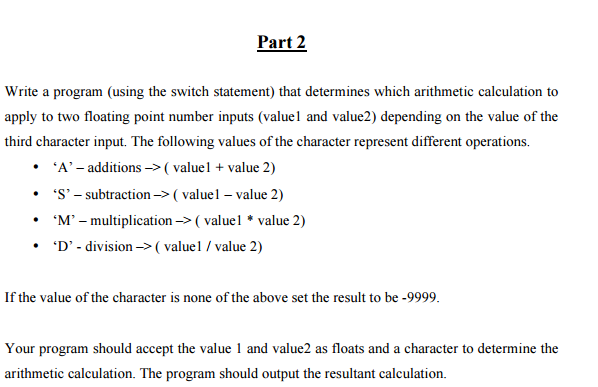 Part 2
Write a program (using the switch statement) that determines which arithmetic calculation to
apply to two floating point number inputs (value1 and value2) depending on the value of the
third character input. The following values of the character represent different operations.
• ‘A’ – additions –> ( value1 + value 2)
• ‘S’ – subtraction –> ( value1 – value 2)
• ‘M’ – multiplication –> ( value1 * value 2)
• ‘D’ - division –> ( value1 / value 2)
If the value of the character is none of the above set the result to be -9999.
Your program should accept the value 1 and value2 as floats and a character to determine the
arithmetic calculation. The program should output the resultant calculation.